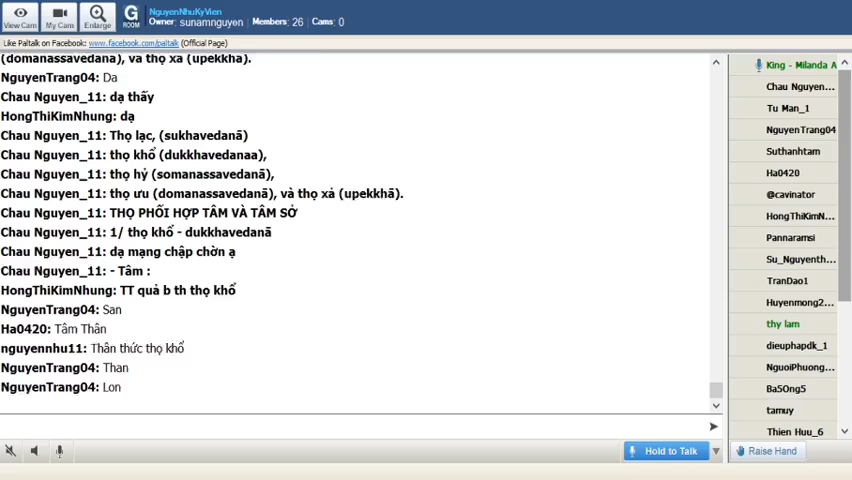 View Cam
My Cam
Enlarge
G
ROOM
NguyenNhuKyVien
Owner: sunamnguyen Members: 26 Cams: 0
Like Paltalk on Facebook: www.facebook.com/paltalk (Official Page)
(domanassavedanā), và thọ xả (upekkhā).
NguyenTrang04: Da
Chau Nguyen_11: dạ thấy
HongThiKimNhung: dạ
Chau Nguyen_11: Thọ lạc, (sukhavedanā)
Chau Nguyen_11: thọ khổ (dukkhavedanaa),
Chau Nguyen_11: thọ hỷ (somanassavedanā),
Chau Nguyen_11: thọ ưu (domanassavedanā), và thọ xả (upekkhā).
Chau Nguyen_11: THỌ PHỐI HỢP TÂM VÀ TÂM SỞ
Chau Nguyen_11: 1/ thọ khổ - dukkhavedanā
Chau Nguyen_11: dạ mạng chập chờn ạ
Chau Nguyen_11: - Tâm :
HongThiKimNhung: TT quả b th thọ khổ
NguyenTrang04: San
Ha0420: Tâm Thân
nguyennhu11: Thân thức thọ khổ
NguyenTrang04: Than
NguyenTrang04: Lon
King - Milanda A
Chau Nguyen...
Tu Man_1
NguyenTrang04
Suthanhtam
Ha0420
@cavinator
HongThiKimN...
Pannaramsi
Su_Nguyenth...
TranDao1
Huyenmong2...
thy lam
dieuphapdk_1
NguoiPhuong...
Ba5Ong5
tamuy
Thien Huu_6
Hold to Talk
Raise Hand